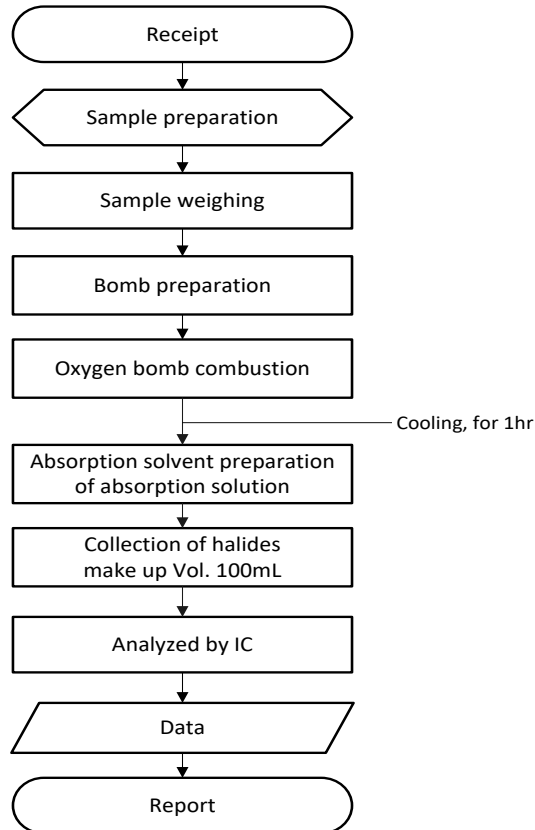 Receipt
Sample preparation
Sample weighing
Bomb preparation
Oxygen bomb combustion
Cooling, for 1hr
Absorption solvent preparation
of absorption solution
Collection of halides
make up Vol. 100mL
Analyzed by IC
Data
Report